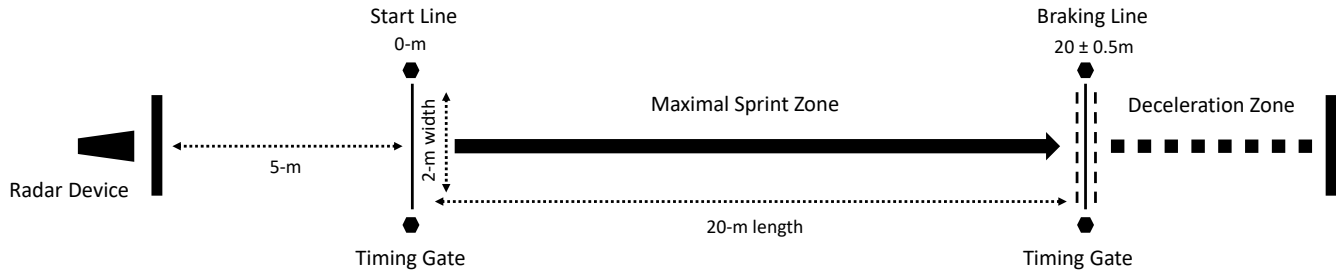 Start Line
0-m
Braking Line
20 ± 0.5m
Maximal Sprint Zone
Deceleration Zone
2-m width
5-m
Radar Device
20-m length
Timing Gate
Timing Gate